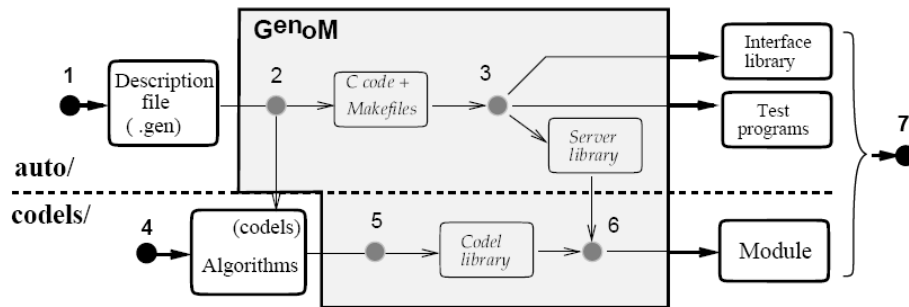 GenoM
1
Description
file
( .gen)
2
C code +
Makefiles
3
Interface
library
Test
programs
Server
library
7
auto/
codels/
4
(codels)
Algorithms
5
Codel
library
6
Module